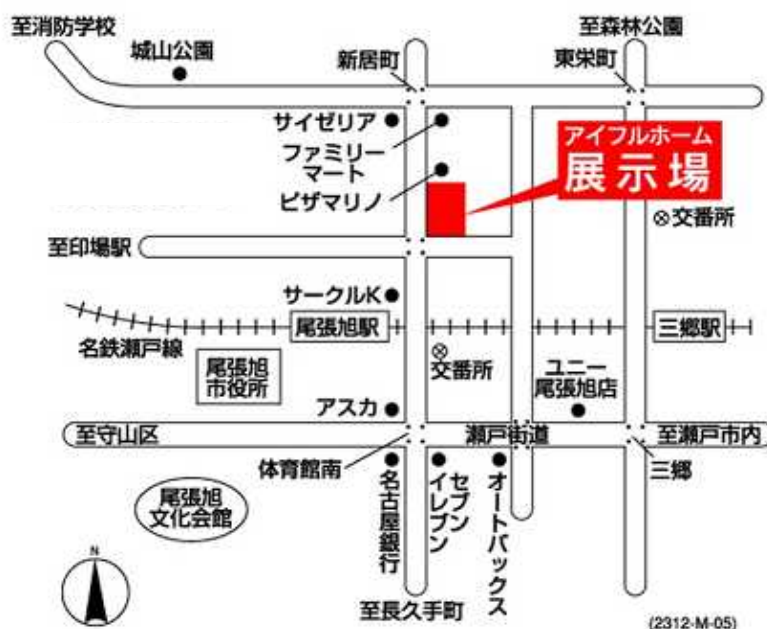 至消防学校
城山公園
新居町
至森林公園
東栄町
サイゼリア
ファミリー
マート
ピザマリノ
アイフルホーム
展示場
交番所
至印場駅
サークルK
尾張旭駅
三郷駅
名鉄瀬戸線
尾張旭
市役所
交番所
ユニー
尾張旭店
アスカ
至守山区
瀬戸街道
至瀬戸市内
体育館南
名古屋銀行
セブン
イレブン
オートバックス
三郷
尾張旭
文化会館
N
至長久手町
(2312-M-05)